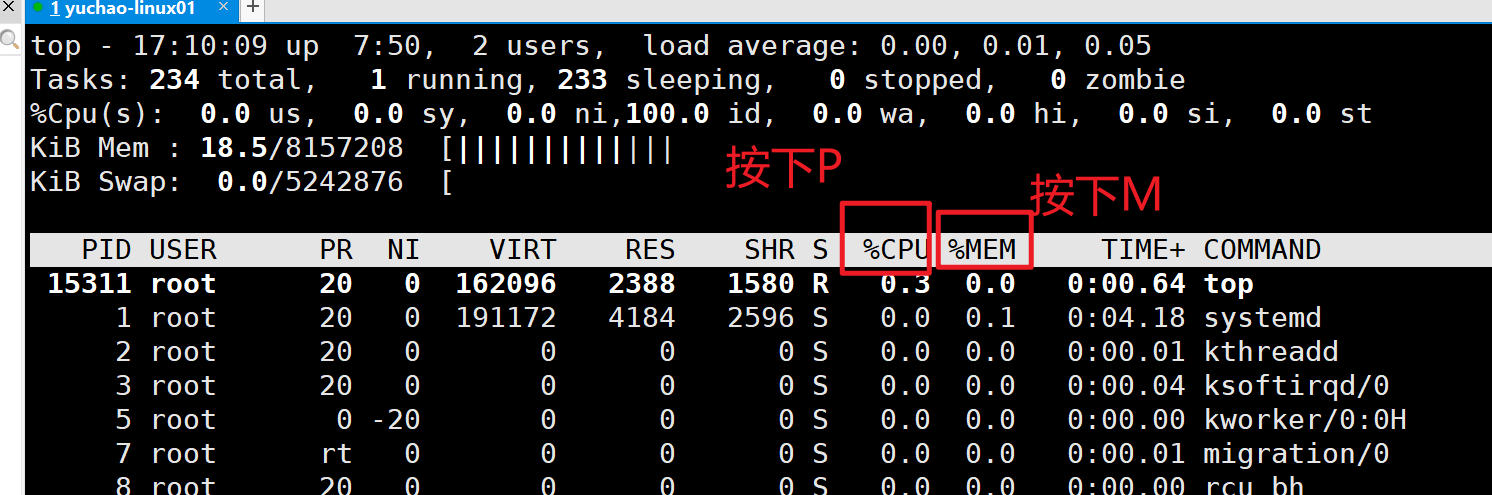 1 yuchao-linux01
top - 17:10:09 up  7:50,  2 users,  load average: 0.00, 0.01, 0.05
Tasks: 234 total,   1 running, 233 sleeping,   0 stopped,   0 zombie
%Cpu(s):  0.0 us,  0.0 sy,  0.0 ni,100.0 id,  0.0 wa,  0.0 hi,  0.0 si,  0.0 st
KiB Mem : 18.5/8157208  [|||||||||||||
KiB Swap:  0.0/5242876  [
按下P
按下M
PID USER PR NI VIRT RES SHR S %CPU %MEM TIME+ COMMAND
15311 root 20 0 162096 2388 1580 R 0.3 0.0 0:00.64 top
1 root 20 0 191172 4184 2596 S 0.0 0.1 0:04.18 systemd
2 root 20 0 0 0 0 S 0.0 0.0 0:00.01 kthreadd
3 root 20 0 0 0 0 S 0.0 0.0 0:00.04 ksoftirqd/0
5 root 0 -20 0 0 0 S 0.0 0.0 0:00.00 kworker/0:0H
7 root rt 0 0 0 0 S 0.0 0.0 0:00.01 migration/0
8 root 20 0 0 0 0 S 0.0 0.0 0:00.00 rcu_bh